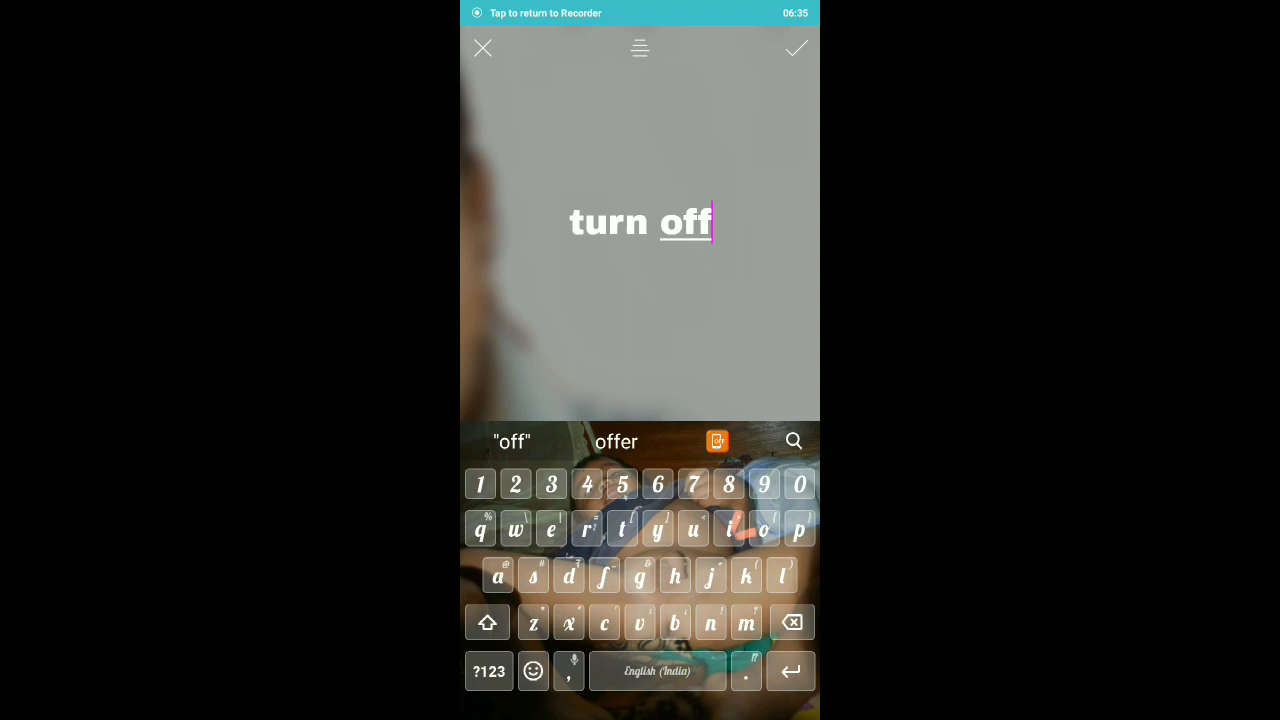 Tap to return to Recorder 06:35
turn off
"off" offer OFF
1 2 3 4 5 6 7 8 9 0
q w e r t y u i o p
a s d f g h j k l
z x c v b n m
?123 , English (India) .